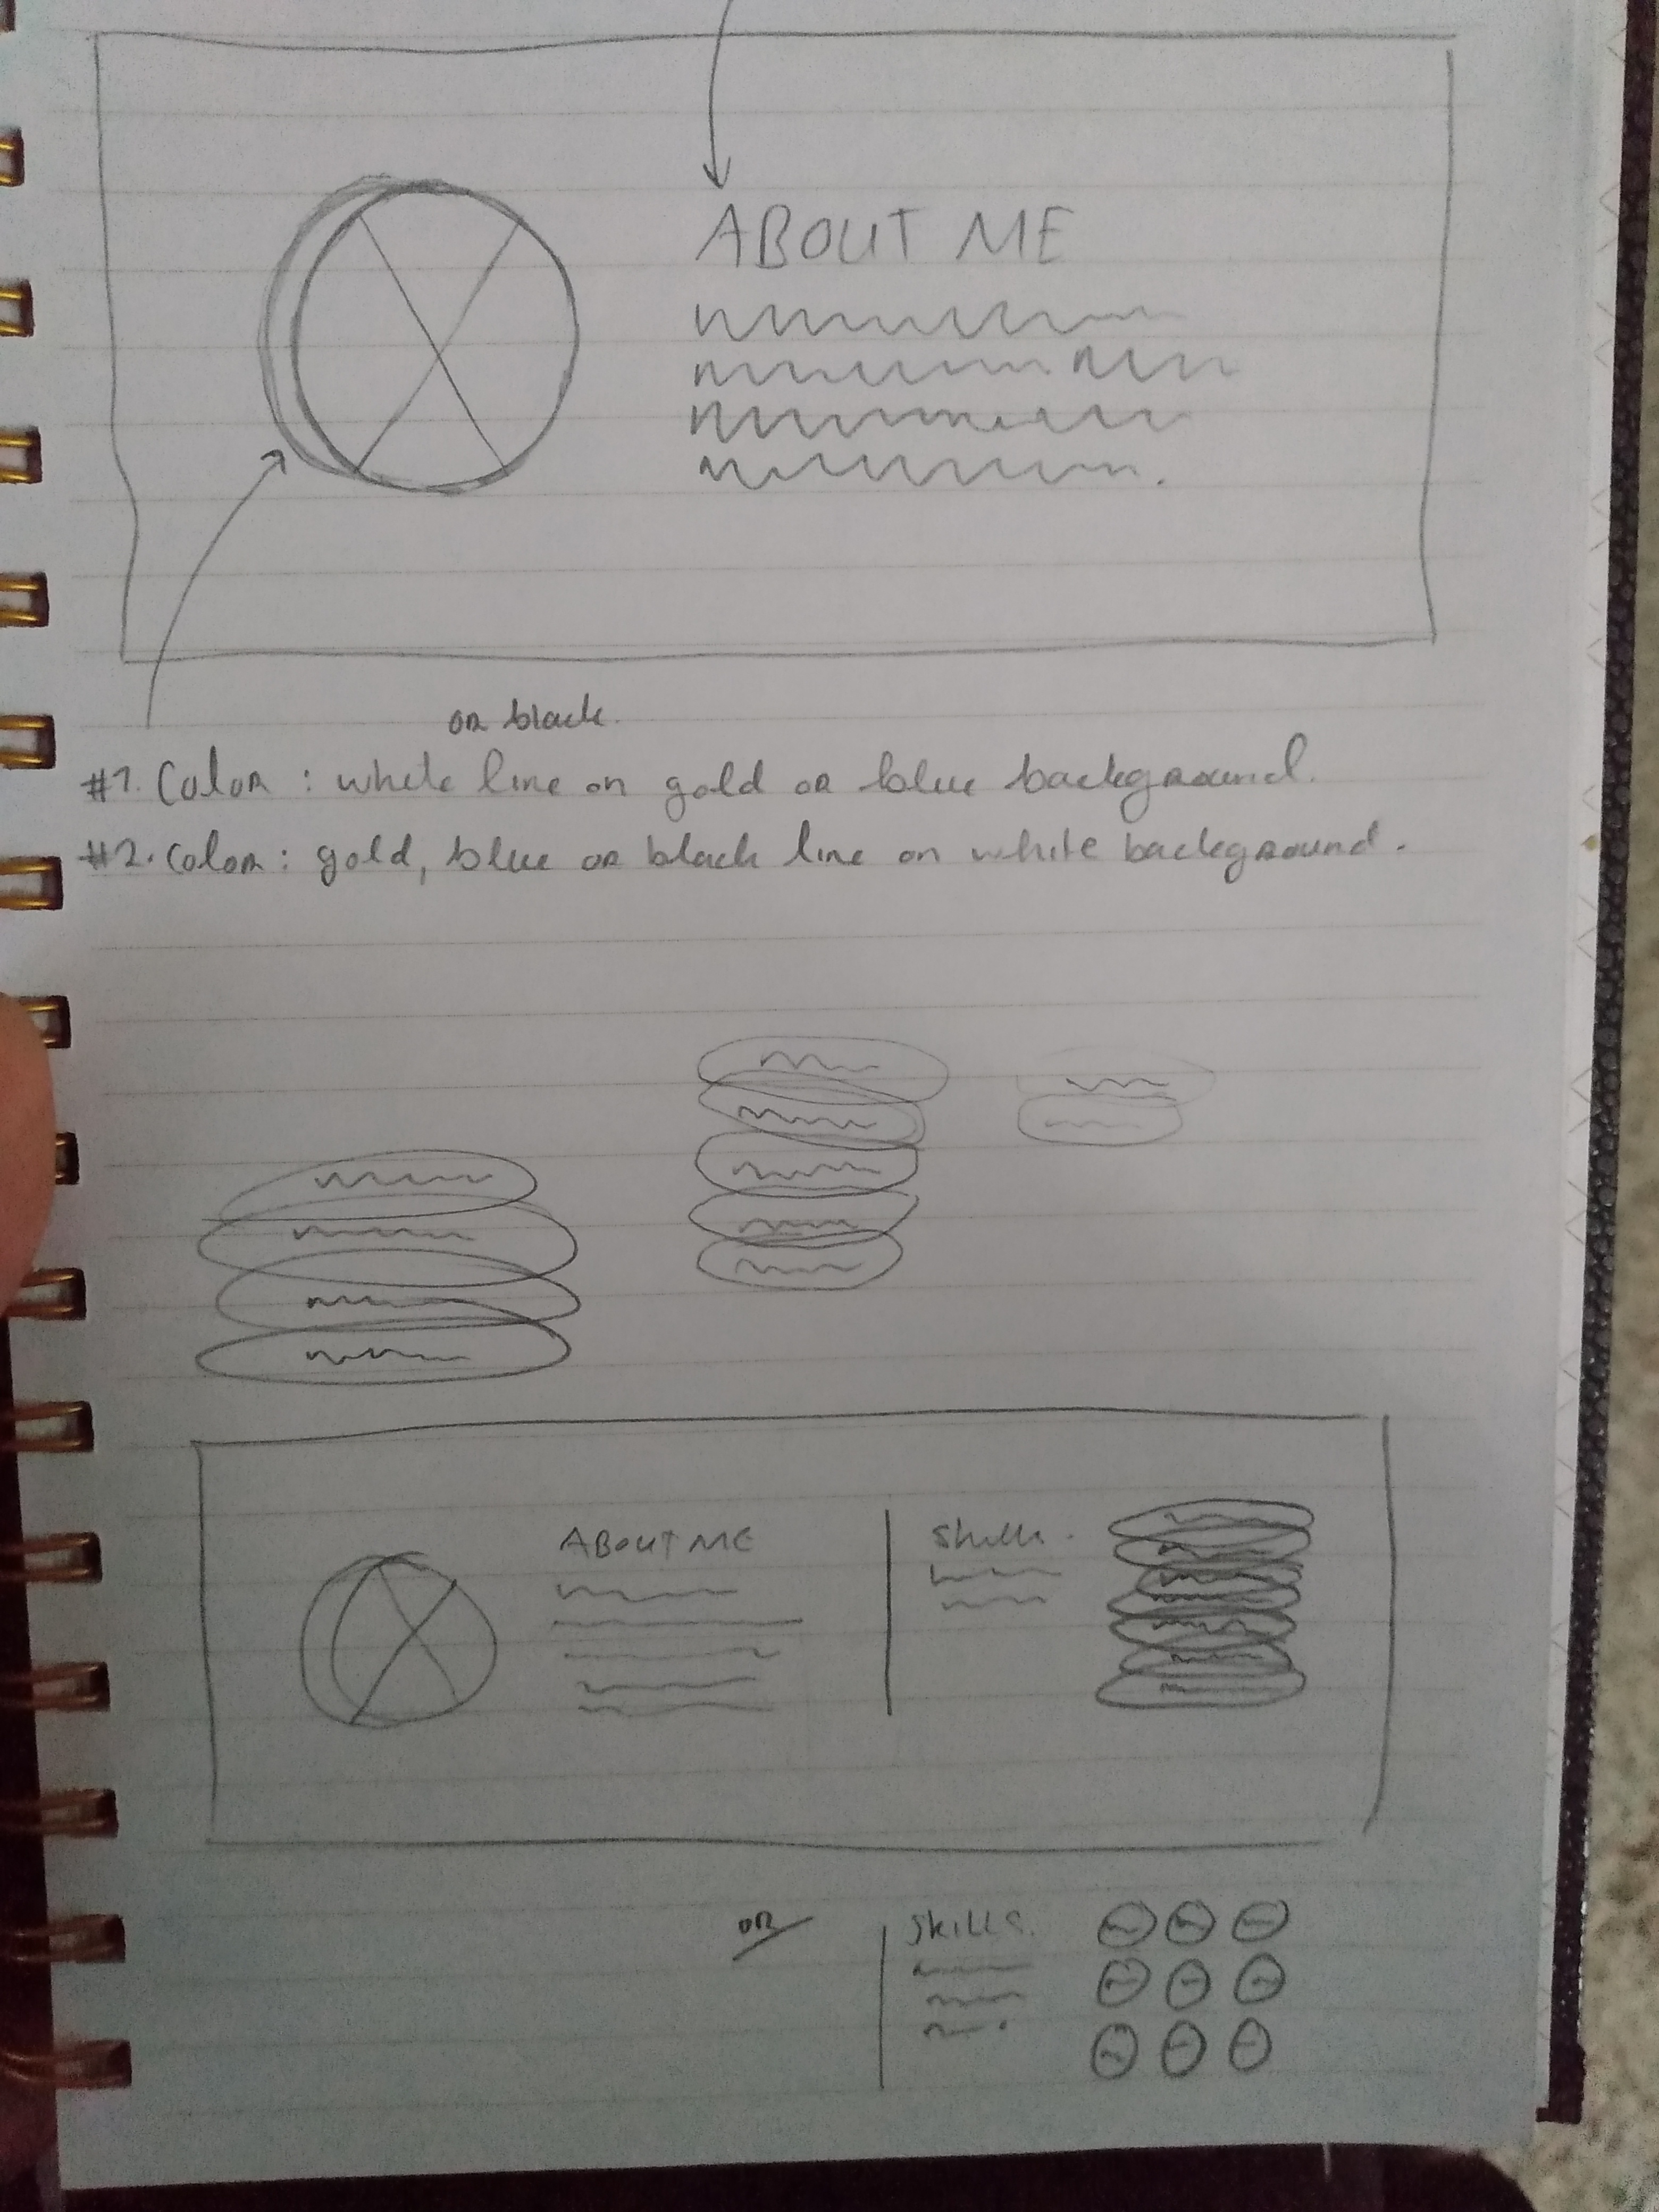 ABOUT ME
or black.
#1. Color : white line on gold or blue background.
#2. Color : gold, blue or black line on white background.
ABOUT ME
Skills.
or
Skills.